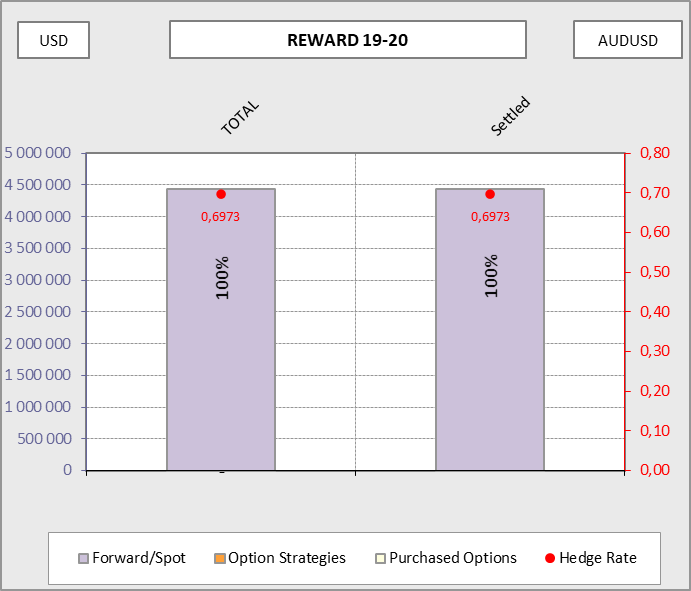 USD
REWARD 19-20
AUDUSD
TOTAL
Settled
5 000 000
4 500 000
4 000 000
3 500 000
3 000 000
2 500 000
2 000 000
1 500 000
1 000 000
500 000
0
0,6973
100%
-
0,6973
100%
0,80
0,70
0,60
0,50
0,40
0,30
0,20
0,10
0,00
Forward/Spot
Option Strategies
Purchased Options
Hedge Rate